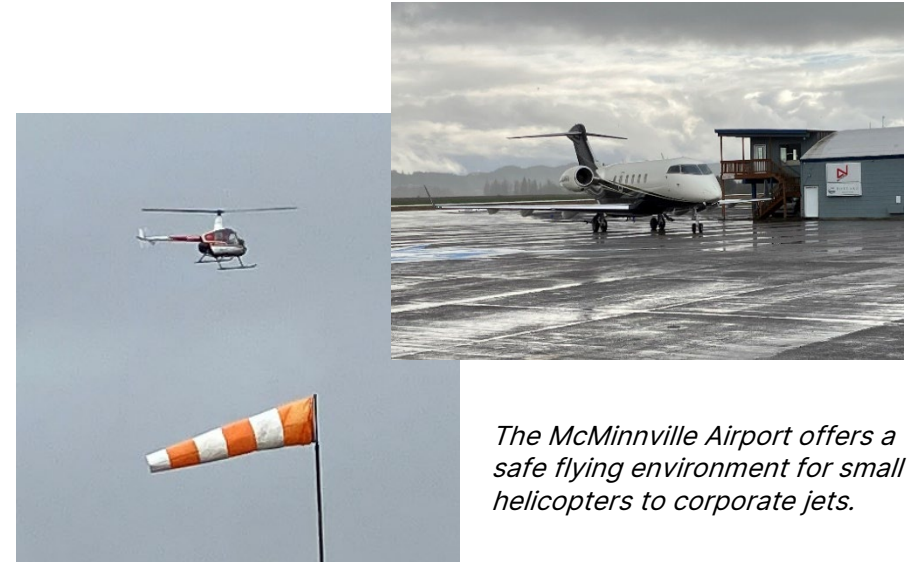 The McMinnville Airport offers a
safe flying environment for small
helicopters to corporate jets.